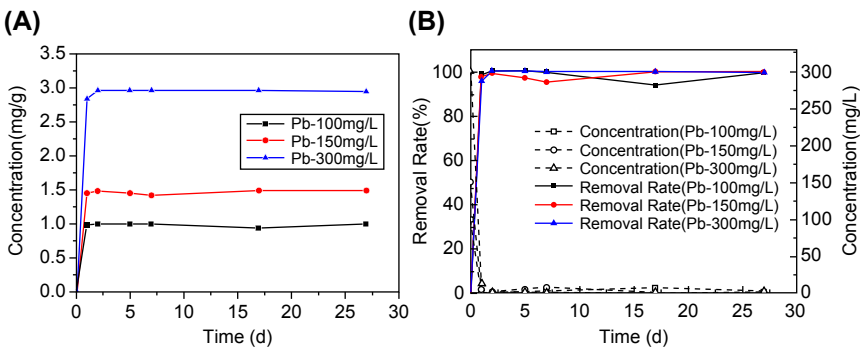 (A)
3.5
3.0
2.5
2.0
1.5
1.0
0.5
0.0
Concentration(mg/g)
0 5 10 15 20 25 30
Time (d)
Pb-100mg/L
Pb-150mg/L
Pb-300mg/L
(B)
100
80
60
40
20
0
Removal Rate(%)
300
250
200
150
100
50
0
Concentration(mg/L)
0 5 10 15 20 25 30
Time (d)
Concentration(Pb-100mg/L)
Concentration(Pb-150mg/L)
Concentration(Pb-300mg/L)
Removal Rate(Pb-100mg/L)
Removal Rate(Pb-150mg/L)
Removal Rate(Pb-300mg/L)